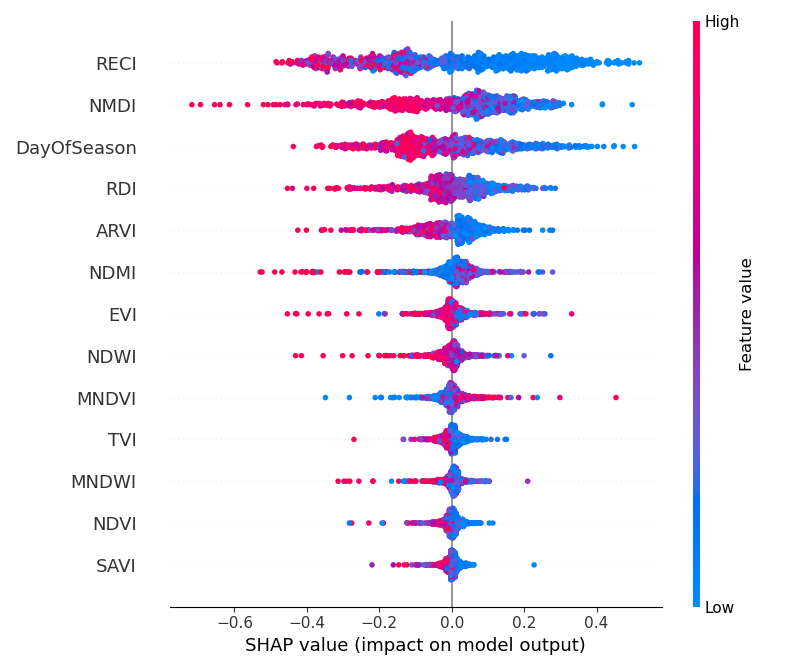 High
RECI
NMDI
DayOfSeason
RDI
ARVI
NDMI
EVI
NDWI
MNDVI
TVI
MNDWI
NDVI
SAVI
Feature value
Low
−0.6 −0.4 −0.2 0.0 0.2 0.4
SHAP value (impact on model output)